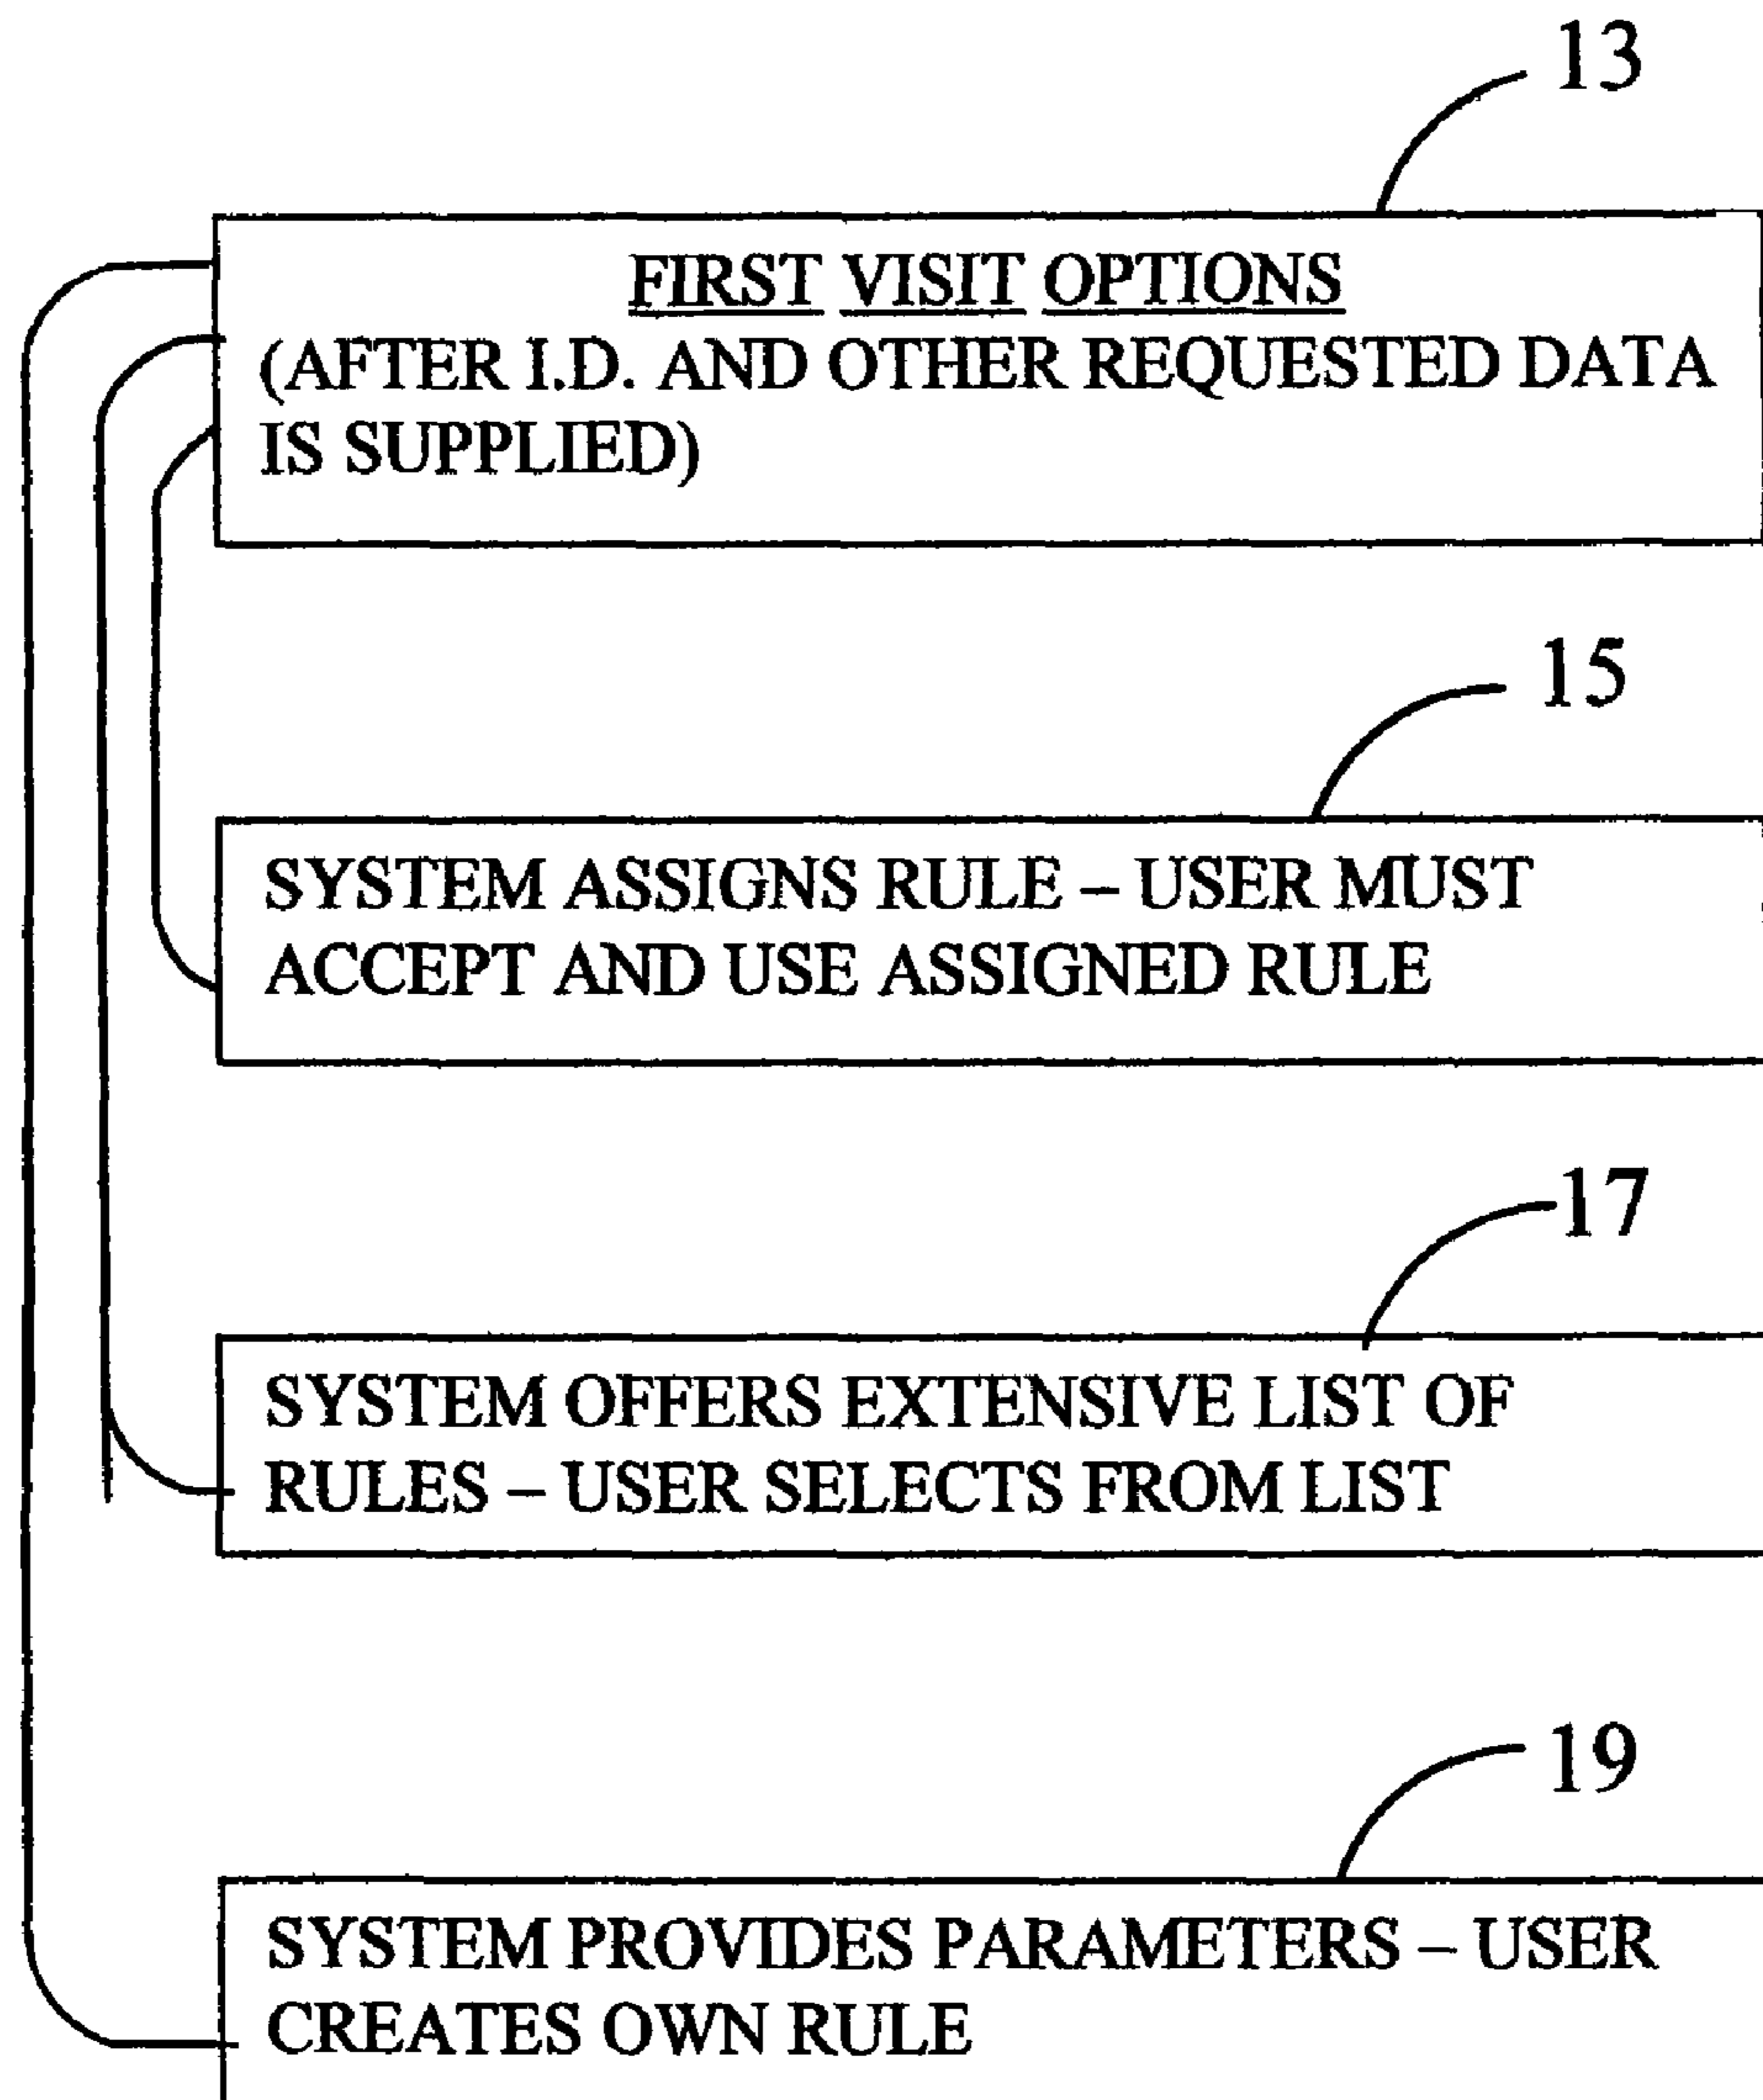 13
FIRST VISIT OPTIONS
(AFTER I.D. AND OTHER REQUESTED DATA
IS SUPPLIED)
15
SYSTEM ASSIGNS RULE – USER MUST
ACCEPT AND USE ASSIGNED RULE
17
SYSTEM OFFERS EXTENSIVE LIST OF
RULES – USER SELECTS FROM LIST
19
SYSTEM PROVIDES PARAMETERS – USER
CREATES OWN RULE